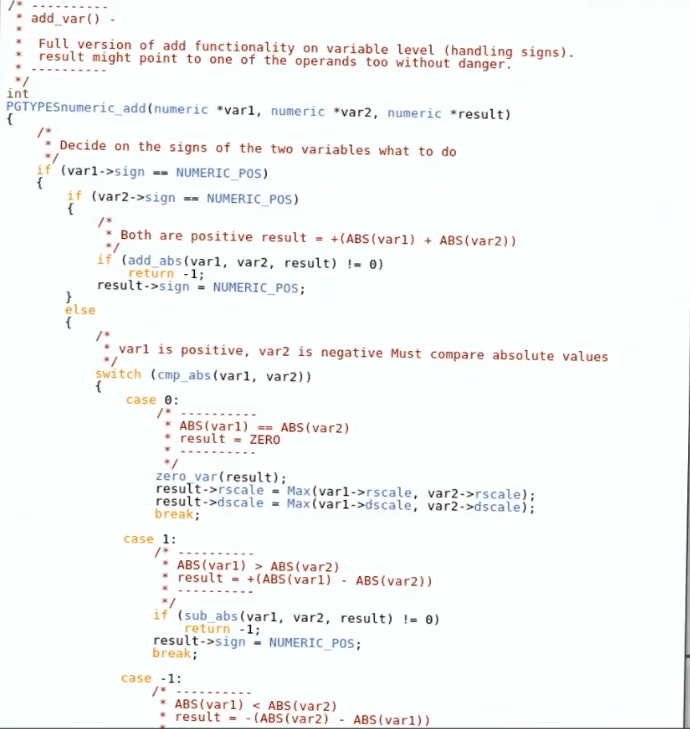 /* ----------
 * add_var() -
 *
 *	Full version of add functionality on variable level (handling signs).
 *	result might point to one of the operands too without danger.
 * ----------
 */
int
PGTYPESnumeric_add(numeric *var1, numeric *var2, numeric *result)
{
	/*
	 * Decide on the signs of the two variables what to do
	 */
	if (var1->sign == NUMERIC_POS)
	{
		if (var2->sign == NUMERIC_POS)
		{
			/*
			 * Both are positive result = +(ABS(var1) + ABS(var2))
			 */
			if (add_abs(var1, var2, result) != 0)
				return -1;
			result->sign = NUMERIC_POS;
		}
		else
		{
			/*
			 * var1 is positive, var2 is negative Must compare absolute values
			 */
			switch (cmp_abs(var1, var2))
			{
				case 0:
					/* ----------
					 * ABS(var1) == ABS(var2)
					 * result = ZERO
					 * ----------
					 */
					zero_var(result);
					result->rscale = Max(var1->rscale, var2->rscale);
					result->dscale = Max(var1->dscale, var2->dscale);
					break;

				case 1:
					/* ----------
					 * ABS(var1) > ABS(var2)
					 * result = +(ABS(var1) - ABS(var2))
					 * ----------
					 */
					if (sub_abs(var1, var2, result) != 0)
						return -1;
					result->sign = NUMERIC_POS;
					break;

				case -1:
					/* ----------
					 * ABS(var1) < ABS(var2)
					 * result = -(ABS(var2) - ABS(var1))
					 *